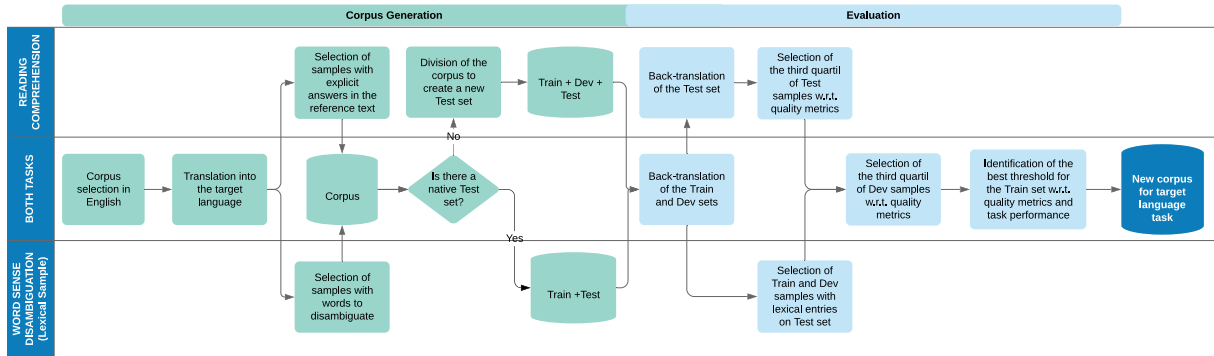 Corpus Generation
Evaluation
READING
COMPREHENSION
Selection of
samples with
explicit
answers in the
reference text
Division of the
corpus to
create a new
Test set
Train + Dev +
Test
Back-translation
of the Test set
Selection of
the third quartil
of Test
samples w.r.t.
quality metrics
No
BOTH TASKS
Corpus
selection in
English
Translation into
the target
language
Corpus
Is there a
native Test
set?
Back-translation
of the Train
and Dev sets
Selection of
the third quartil
of Dev samples
w.r.t. quality
metrics
Identification of the
best threshold for
the Train set w.r.t.
quality metrics and
task performance
New corpus
for target
language
task
Yes
WORD SENSE
DISAMBIGUATION
(Lexical Sample)
Selection of
samples with
words to
disambiguate
Train +Test
Selection of
Train and Dev
samples with
lexical entries
on Test set